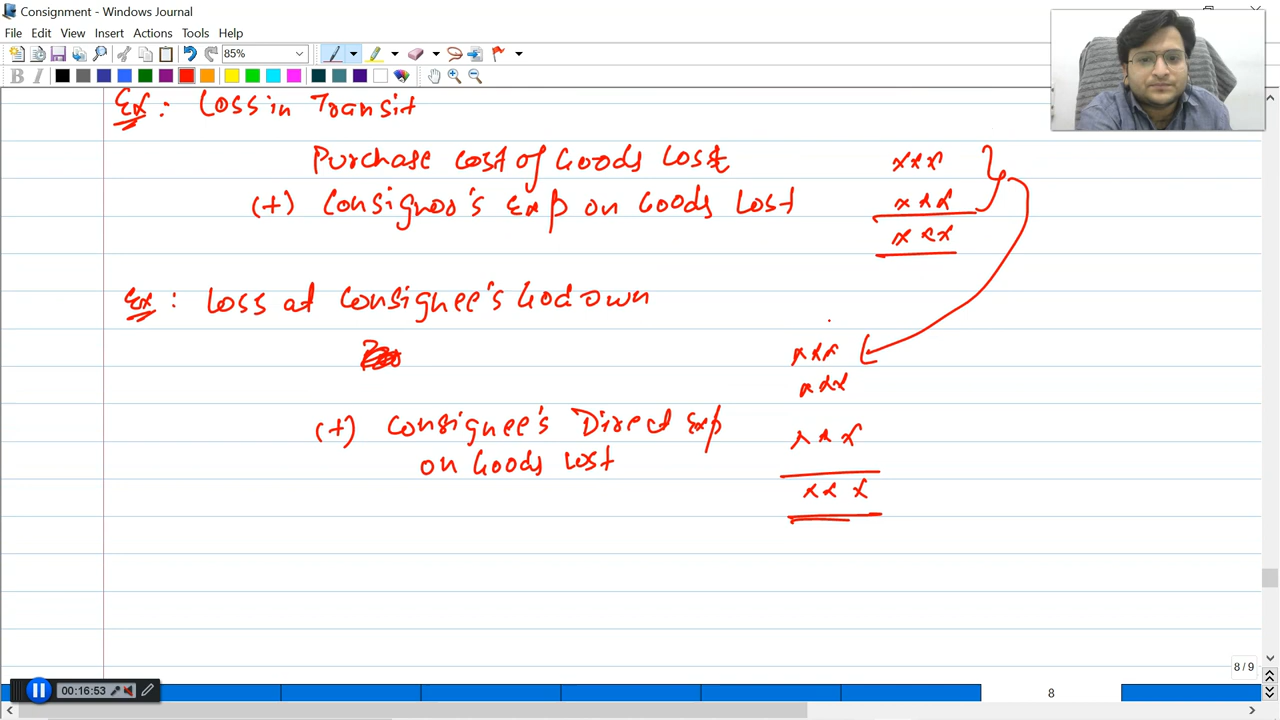 Consignment - Windows Journal
File Edit View Insert Actions Tools Help
85%
B I
Ex: Loss in Transit
Purchase cost of Goods Lost xxx
(+) Consignor's Exp on Goods Lost xxx
xxx
Ex: Loss at Consignee's Godown
xxx
xxx
(+) Consignee's Direct Exp xxx
on Goods Lost
xxx
8 / 9
00:16:53
8